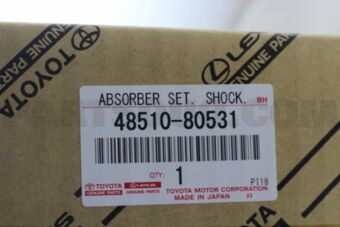 TOYOTA
GENUINE PARTS
LEXUS
GENUINE PARTS
ABSORBER SET, SHOCK.
BH
48510-80531
QTY:
1
PI18
TOYOTA
GENUINE PARTS
LEXUS
GENUINE PARTS
TOYOTA MOTOR CORPORATION
MADE IN JAPAN 23